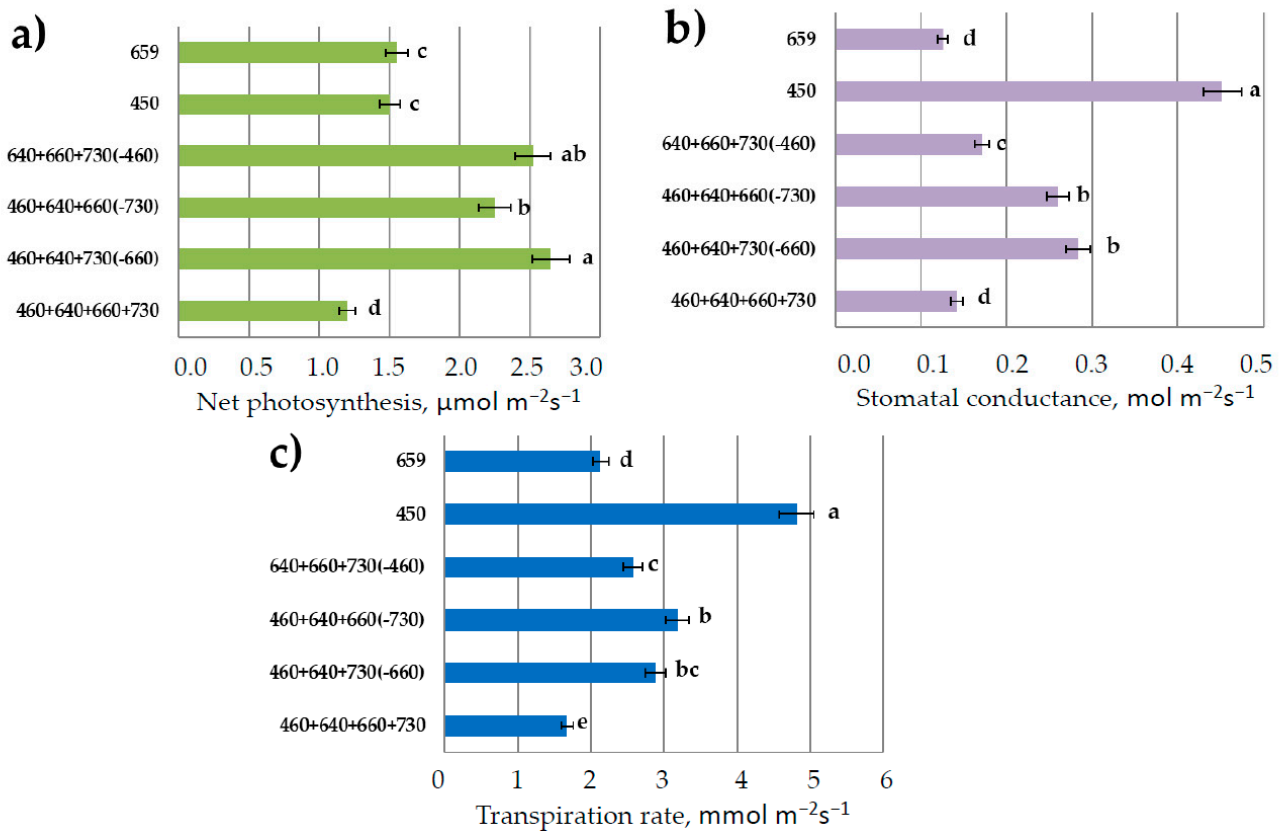 a)
659 c
450 c
640+660+730(-460) ab
460+640+660(-730) b
460+640+730(-660) a
460+640+660+730 d
0.0 0.5 1.0 1.5 2.0 2.5 3.0
Net photosynthesis, μmol m⁻²s⁻¹
b)
659 d
450 a
640+660+730(-460) c
460+640+660(-730) b
460+640+730(-660) b
460+640+660+730 d
0.0 0.1 0.2 0.3 0.4 0.5
Stomatal conductance, mol m⁻²s⁻¹
c)
659 d
450 a
640+660+730(-460) c
460+640+660(-730) b
460+640+730(-660) bc
460+640+660+730 e
0 1 2 3 4 5 6
Transpiration rate, mmol m⁻²s⁻¹